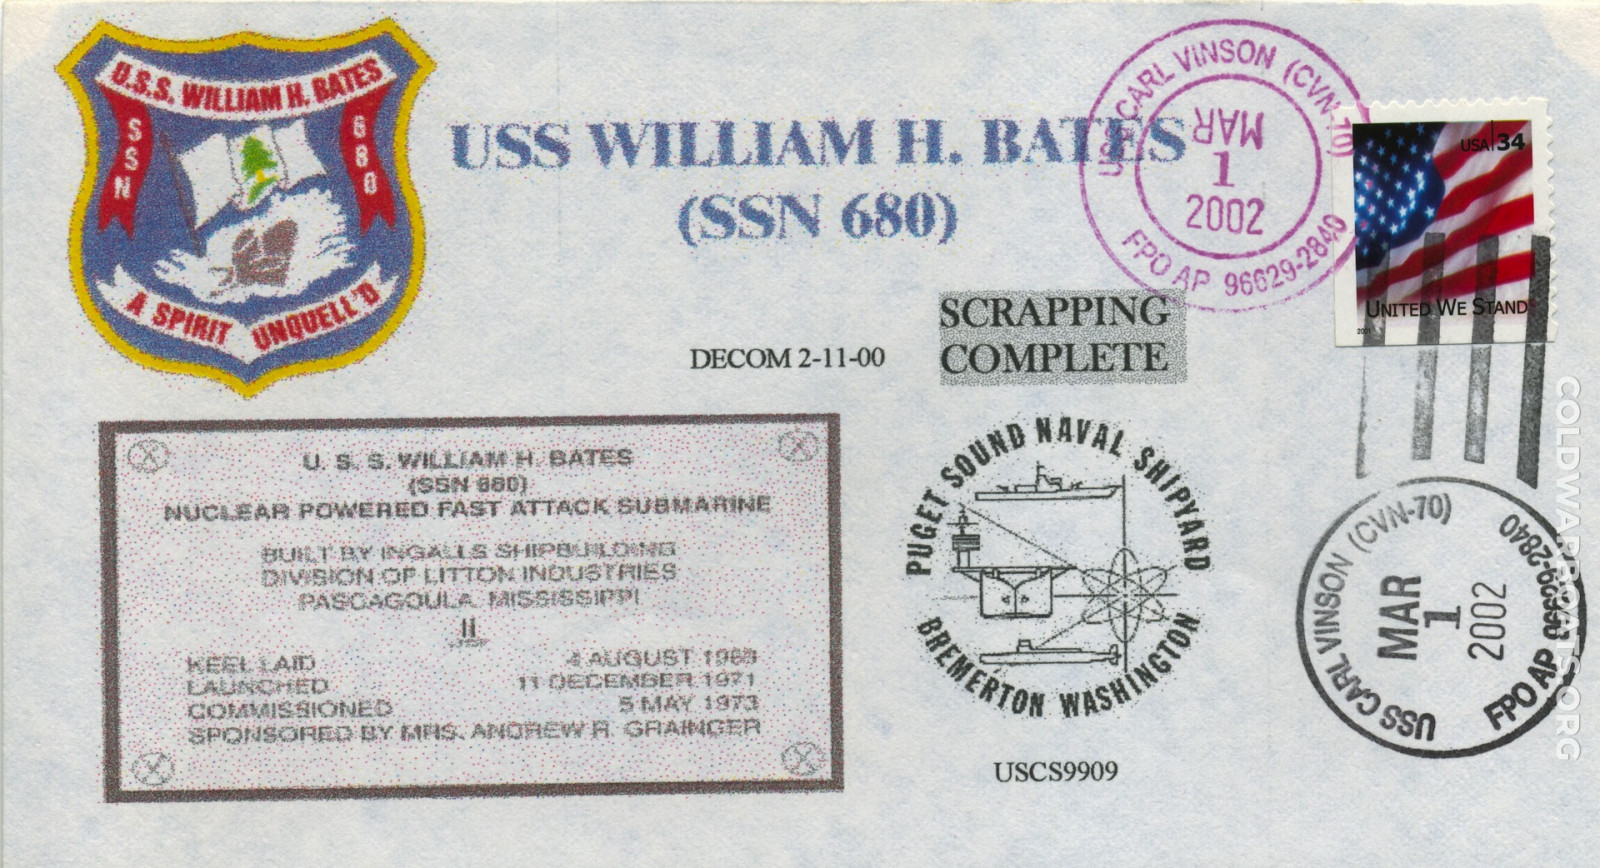 U.S.S. WILLIAM H. BATES
SSN
680
A SPIRIT UNQUELL'D
USS WILLIAM H. BATES
(SSN 680)
USS CARL VINSON (CVN-70)
MAR
1
2002
FPO AP 96629-2840
USA 34
UNITED WE STAND
2001
DECOM 2-11-00
SCRAPPING
COMPLETE
U. S. S. WILLIAM H. BATES
(SSN 680)
NUCLEAR POWERED FAST ATTACK SUBMARINE
BUILT BY INGALLS SHIPBUILDING
DIVISION OF LITTON INDUSTRIES
PASCAGOULA, MISSISSIPPI
KEEL LAID 4 AUGUST 1969
LAUNCHED 11 DECEMBER 1971
COMMISSIONED 5 MAY 1973
SPONSORED BY MRS. ANDREW R. GRAINGER
PUGET SOUND NAVAL SHIPYARD
BREMERTON WASHINGTON
USCS9909
USS CARL VINSON (CVN-70)
MAR
1
2002
FPO AP 96629-2840
COLDWARBOATS.ORG